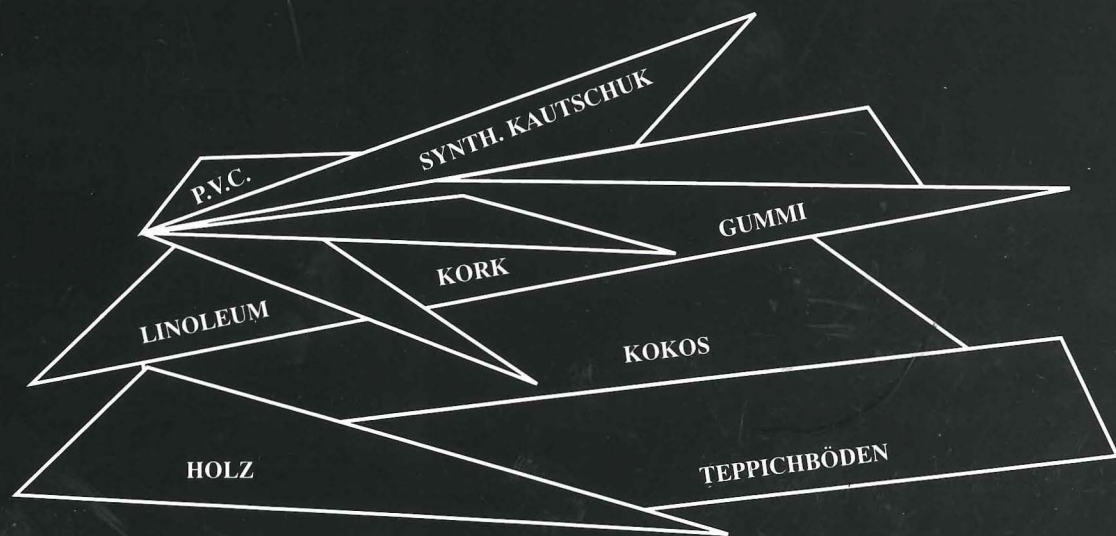 SYNTH. KAUTSCHUK
P.V.C.
GUMMI
KORK
LINOLEUM
KOKOS
HOLZ
TEPPICHBÖDEN